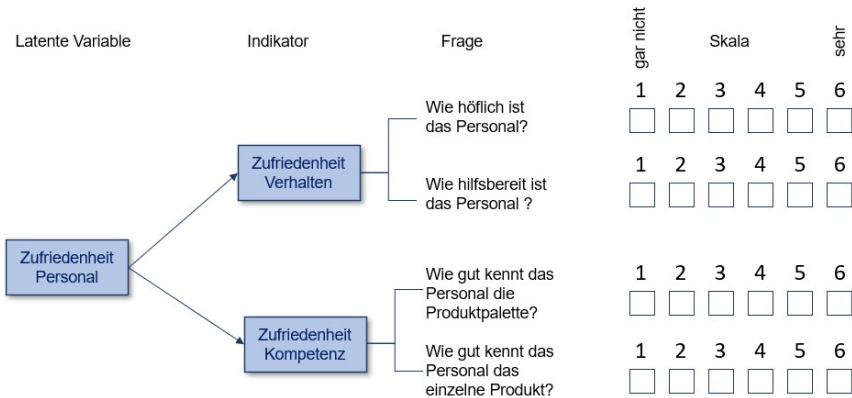 Latente Variable Indikator Frage gar nicht Skala sehr
1 2 3 4 5 6
Wie höflich ist
das Personal?
Zufriedenheit
Verhalten
1 2 3 4 5 6
Wie hilfsbereit ist
das Personal ?
Zufriedenheit
Personal
1 2 3 4 5 6
Wie gut kennt das
Personal die
Produktpalette?
Zufriedenheit
Kompetenz
1 2 3 4 5 6
Wie gut kennt das
Personal das
einzelne Produkt?